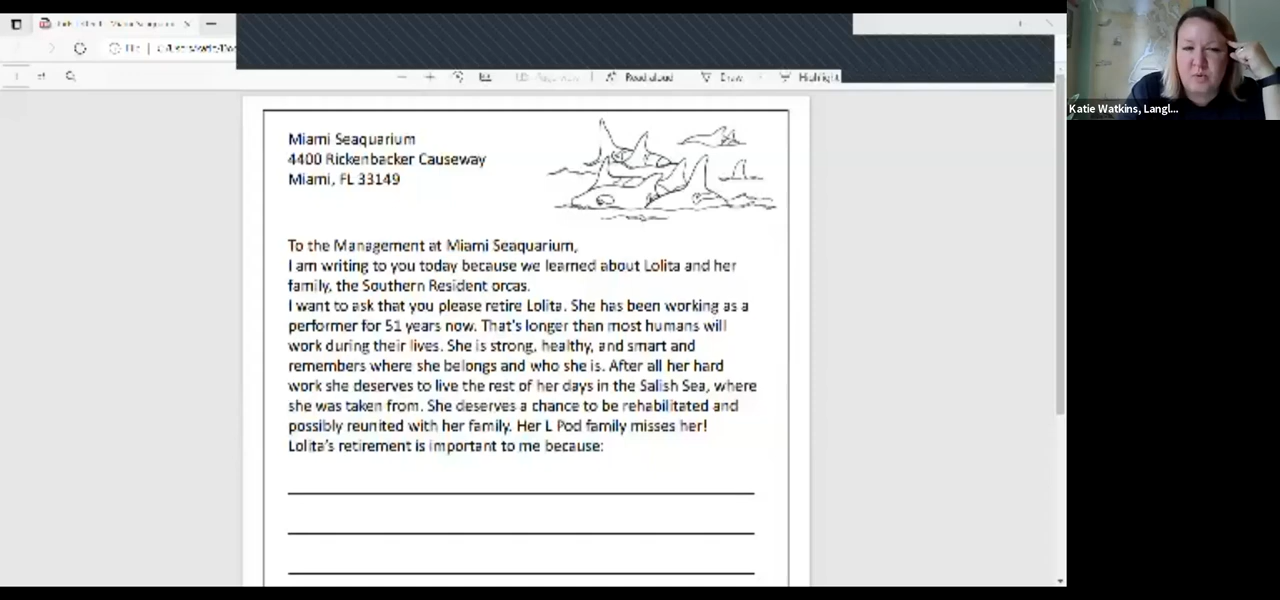 Read aloud
Draw
Highlight
Katie Watkins, Langl...
Miami Seaquarium
4400 Rickenbacker Causeway
Miami, FL 33149
To the Management at Miami Seaquarium,
I am writing to you today because we learned about Lolita and her
family, the Southern Resident orcas.
I want to ask that you please retire Lolita. She has been working as a
performer for 51 years now. That's longer than most humans will
work during their lives. She is strong, healthy, and smart and
remembers where she belongs and who she is. After all her hard
work she deserves to live the rest of her days in the Salish Sea, where
she was taken from. She deserves a chance to be rehabilitated and
possibly reunited with her family. Her L Pod family misses her!
Lolita's retirement is important to me because: